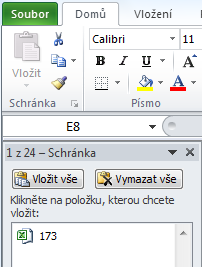 Soubor Domů Vložení
Vložit
Calibri 11
B I U A
Schránka Písmo
E8
1 z 24 – Schránka
Vložit vše Vymazat vše
Klikněte na položku, kterou chcete
vložit:
173